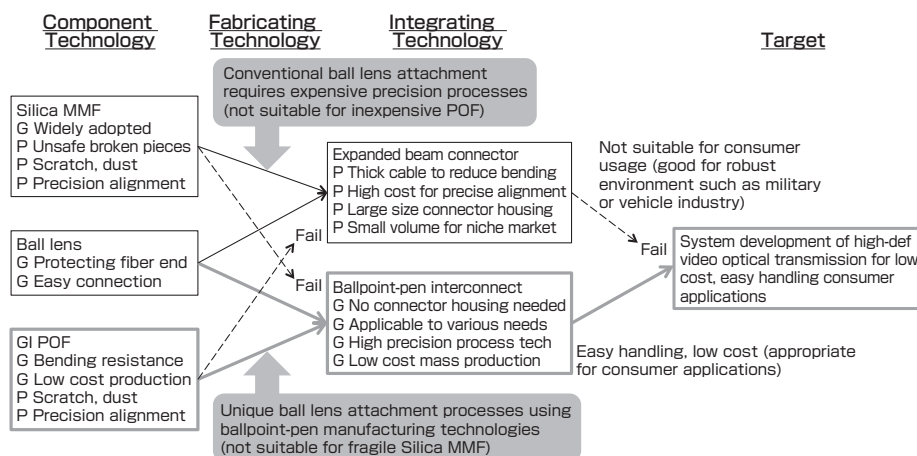 Component
Technology
Fabricating
Technology
Integrating
Technology
Target
Conventional ball lens attachment
requires expensive precision processes
(not suitable for inexpensive POF)
Silica MMF
G Widely adopted
P Unsafe broken pieces
P Scratch, dust
P Precision alignment
Expanded beam connector
P Thick cable to reduce bending
P High cost for precise alignment
P Large size connector housing
P Small volume for niche market
Not suitable for consumer
usage (good for robust
environment such as military
or vehicle industry)
Fail
Fail
Ball lens
G Protecting fiber end
G Easy connection
System development of high-def
video optical transmission for low
cost, easy handling consumer
applications
Fail
Ballpoint-pen interconnect
G No connector housing needed
G Applicable to various needs
G High precision process tech
G Low cost mass production
GI POF
G Bending resistance
G Low cost production
P Scratch, dust
P Precision alignment
Easy handling, low cost (appropriate
for consumer applications)
Unique ball lens attachment processes using
ballpoint-pen manufacturing technologies
(not suitable for fragile Silica MMF)